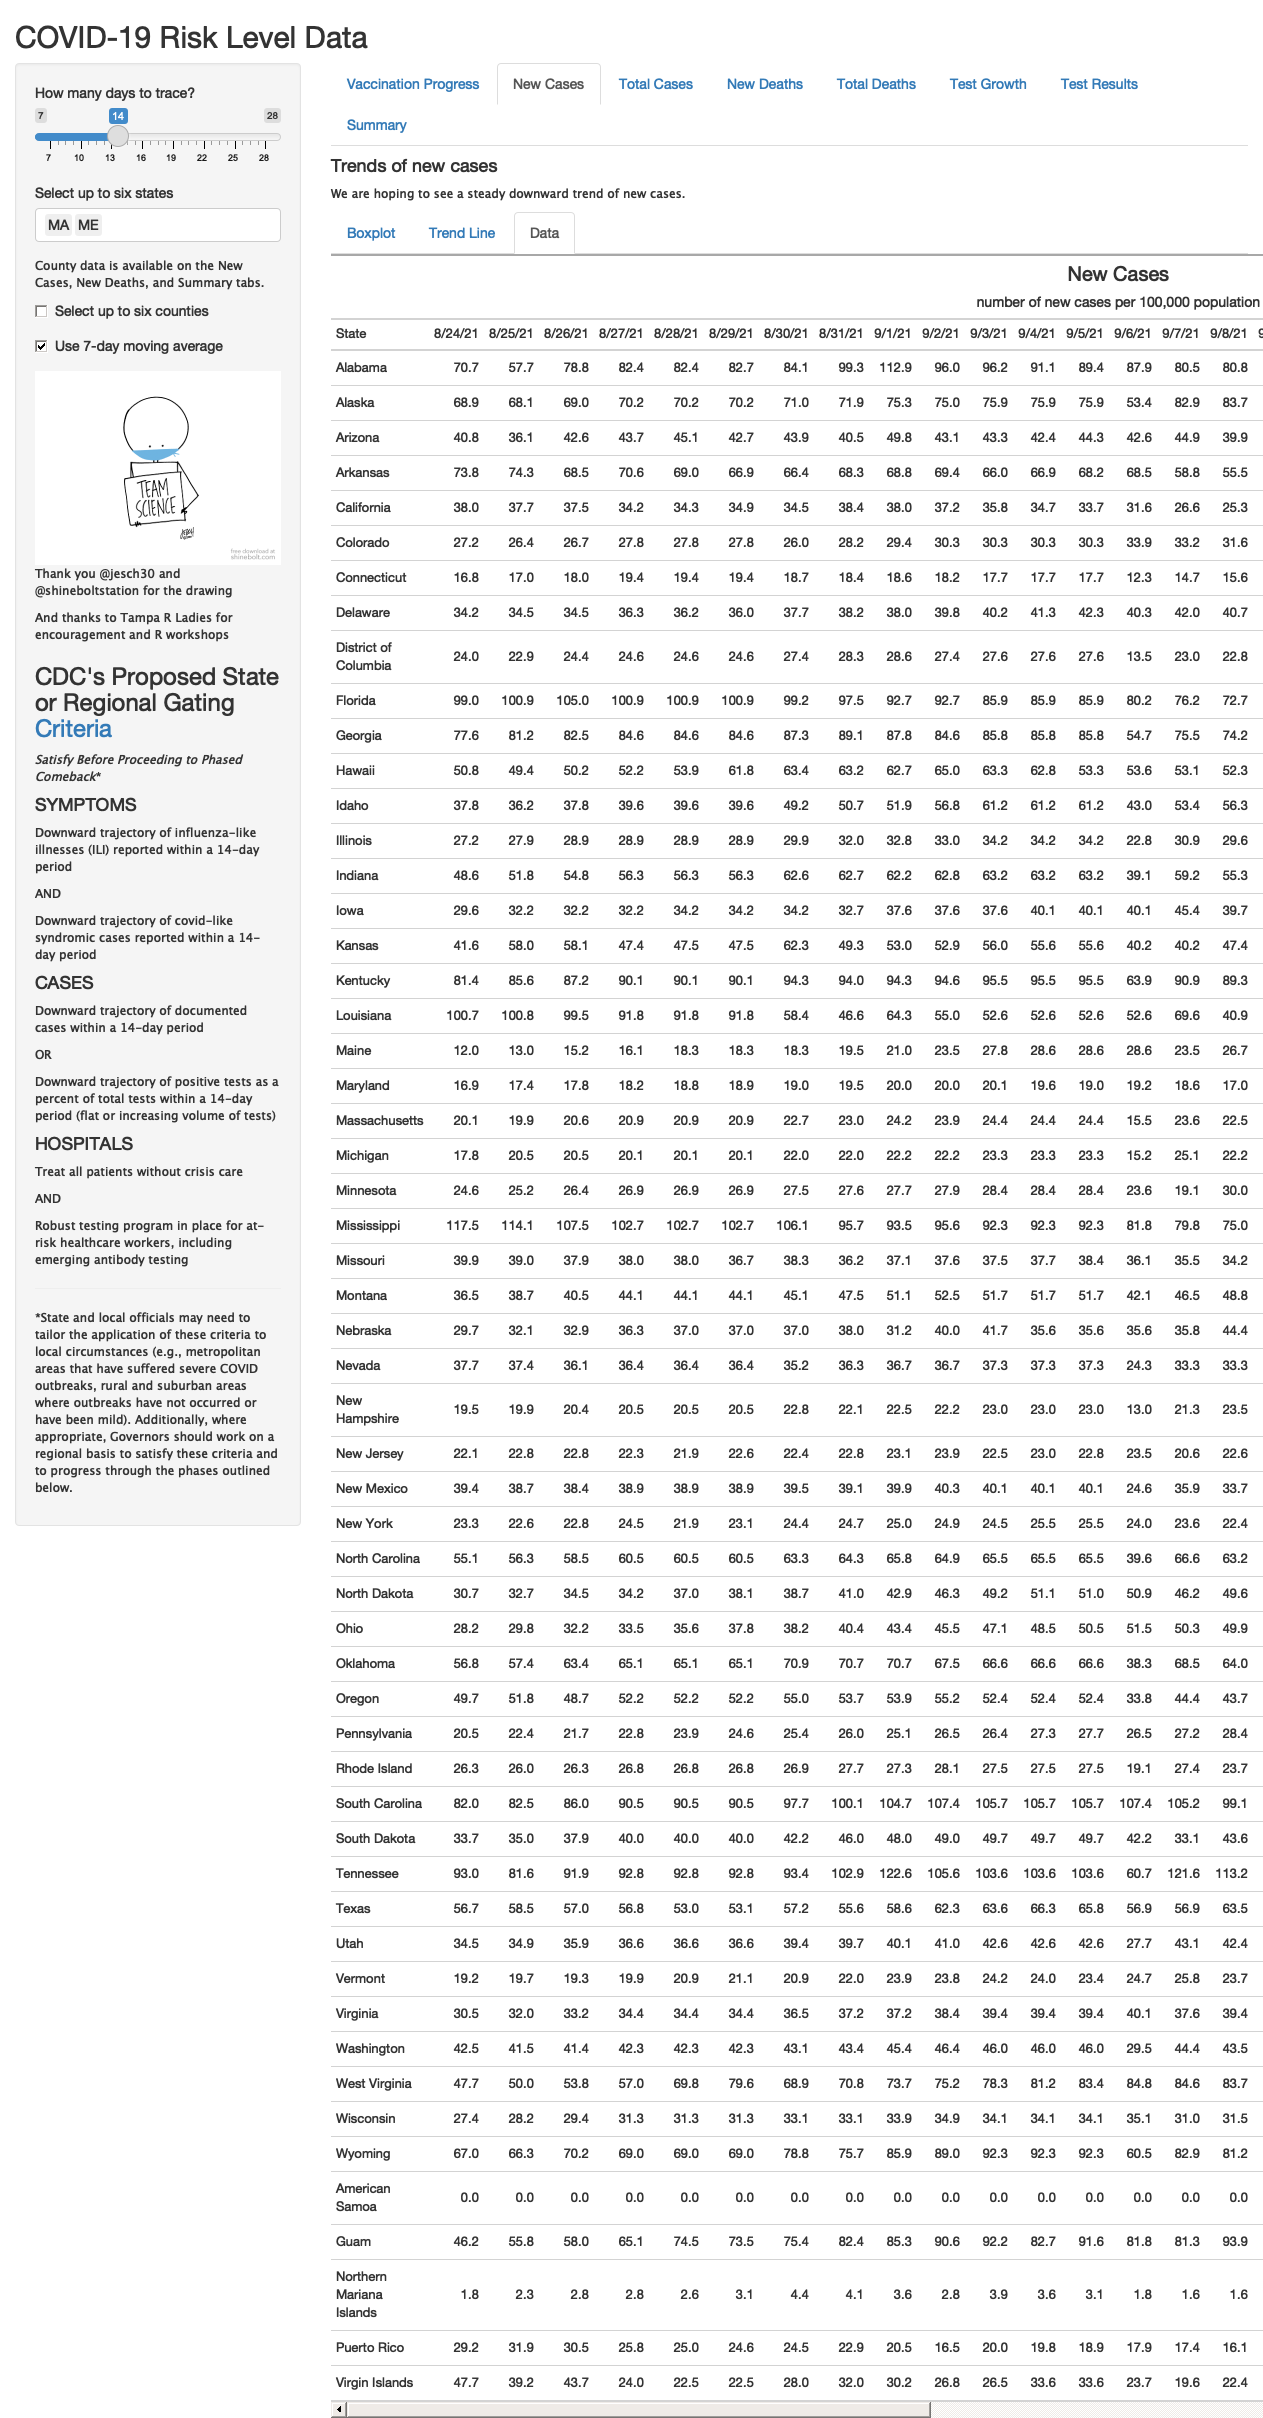 COVID-19 Risk Level Data
How many days to trace?
7 14 28
7 10 13 16 19 22 25 28
Select up to six states
MA ME
County data is available on the New
Cases, New Deaths, and Summary tabs.
Select up to six counties
Use 7-day moving average
TEAM
SCIENCE
free download at
shinebolt.com
Thank you @jesch30 and
@shineboltstation for the drawing
And thanks to Tampa R Ladies for
encouragement and R workshops
CDC's Proposed State
or Regional Gating
Criteria
Satisfy Before Proceeding to Phased
Comeback*
SYMPTOMS
Downward trajectory of influenza-like
illnesses (ILI) reported within a 14-day
period
AND
Downward trajectory of covid-like
syndromic cases reported within a 14-
day period
CASES
Downward trajectory of documented
cases within a 14-day period
OR
Downward trajectory of positive tests as a
percent of total tests within a 14-day
period (flat or increasing volume of tests)
HOSPITALS
Treat all patients without crisis care
AND
Robust testing program in place for at-
risk healthcare workers, including
emerging antibody testing
*State and local officials may need to
tailor the application of these criteria to
local circumstances (e.g., metropolitan
areas that have suffered severe COVID
outbreaks, rural and suburban areas
where outbreaks have not occurred or
have been mild). Additionally, where
appropriate, Governors should work on a
regional basis to satisfy these criteria and
to progress through the phases outlined
below.
Vaccination Progress New Cases Total Cases New Deaths Total Deaths Test Growth Test Results
Summary
Trends of new cases
We are hoping to see a steady downward trend of new cases.
Boxplot Trend Line Data
New Cases
number of new cases per 100,000 population
State 8/24/21 8/25/21 8/26/21 8/27/21 8/28/21 8/29/21 8/30/21 8/31/21 9/1/21 9/2/21 9/3/21 9/4/21 9/5/21 9/6/21 9/7/21 9/8/21
Alabama 70.7 57.7 78.8 82.4 82.4 82.7 84.1 99.3 112.9 96.0 96.2 91.1 89.4 87.9 80.5 80.8
Alaska 68.9 68.1 69.0 70.2 70.2 70.2 71.0 71.9 75.3 75.0 75.9 75.9 75.9 53.4 82.9 83.7
Arizona 40.8 36.1 42.6 43.7 45.1 42.7 43.9 40.5 49.8 43.1 43.3 42.4 44.3 42.6 44.9 39.9
Arkansas 73.8 74.3 68.5 70.6 69.0 66.9 66.4 68.3 68.8 69.4 66.0 66.9 68.2 68.5 58.8 55.5
California 38.0 37.7 37.5 34.2 34.3 34.9 34.5 38.4 38.0 37.2 35.8 34.7 33.7 31.6 26.6 25.3
Colorado 27.2 26.4 26.7 27.8 27.8 27.8 26.0 28.2 29.4 30.3 30.3 30.3 30.3 33.9 33.2 31.6
Connecticut 16.8 17.0 18.0 19.4 19.4 19.4 18.7 18.4 18.6 18.2 17.7 17.7 17.7 12.3 14.7 15.6
Delaware 34.2 34.5 34.5 36.3 36.2 36.0 37.7 38.2 38.0 39.8 40.2 41.3 42.3 40.3 42.0 40.7
District of
Columbia 24.0 22.9 24.4 24.6 24.6 24.6 27.4 28.3 28.6 27.4 27.6 27.6 27.6 13.5 23.0 22.8
Florida 99.0 100.9 105.0 100.9 100.9 100.9 99.2 97.5 92.7 92.7 85.9 85.9 85.9 80.2 76.2 72.7
Georgia 77.6 81.2 82.5 84.6 84.6 84.6 87.3 89.1 87.8 84.6 85.8 85.8 85.8 54.7 75.5 74.2
Hawaii 50.8 49.4 50.2 52.2 53.9 61.8 63.4 63.2 62.7 65.0 63.3 62.8 53.3 53.6 53.1 52.3
Idaho 37.8 36.2 37.8 39.6 39.6 39.6 49.2 50.7 51.9 56.8 61.2 61.2 61.2 43.0 53.4 56.3
Illinois 27.2 27.9 28.9 28.9 28.9 28.9 29.9 32.0 32.8 33.0 34.2 34.2 34.2 22.8 30.9 29.6
Indiana 48.6 51.8 54.8 56.3 56.3 56.3 62.6 62.7 62.2 62.8 63.2 63.2 63.2 39.1 59.2 55.3
Iowa 29.6 32.2 32.2 32.2 34.2 34.2 34.2 32.7 37.6 37.6 37.6 40.1 40.1 40.1 45.4 39.7
Kansas 41.6 58.0 58.1 47.4 47.5 47.5 62.3 49.3 53.0 52.9 56.0 55.6 55.6 40.2 40.2 47.4
Kentucky 81.4 85.6 87.2 90.1 90.1 90.1 94.3 94.0 94.3 94.6 95.5 95.5 95.5 63.9 90.9 89.3
Louisiana 100.7 100.8 99.5 91.8 91.8 91.8 58.4 46.6 64.3 55.0 52.6 52.6 52.6 52.6 69.6 40.9
Maine 12.0 13.0 15.2 16.1 18.3 18.3 18.3 19.5 21.0 23.5 27.8 28.6 28.6 28.6 23.5 26.7
Maryland 16.9 17.4 17.8 18.2 18.8 18.9 19.0 19.5 20.0 20.0 20.1 19.6 19.0 19.2 18.6 17.0
Massachusetts 20.1 19.9 20.6 20.9 20.9 20.9 22.7 23.0 24.2 23.9 24.4 24.4 24.4 15.5 23.6 22.5
Michigan 17.8 20.5 20.5 20.1 20.1 20.1 22.0 22.0 22.2 22.2 23.3 23.3 23.3 15.2 25.1 22.2
Minnesota 24.6 25.2 26.4 26.9 26.9 26.9 27.5 27.6 27.7 27.9 28.4 28.4 28.4 23.6 19.1 30.0
Mississippi 117.5 114.1 107.5 102.7 102.7 102.7 106.1 95.7 93.5 95.6 92.3 92.3 92.3 81.8 79.8 75.0
Missouri 39.9 39.0 37.9 38.0 38.0 36.7 38.3 36.2 37.1 37.6 37.5 37.7 38.4 36.1 35.5 34.2
Montana 36.5 38.7 40.5 44.1 44.1 44.1 45.1 47.5 51.1 52.5 51.7 51.7 51.7 42.1 46.5 48.8
Nebraska 29.7 32.1 32.9 36.3 37.0 37.0 37.0 38.0 31.2 40.0 41.7 35.6 35.6 35.6 35.8 44.4
Nevada 37.7 37.4 36.1 36.4 36.4 36.4 35.2 36.3 36.7 36.7 37.3 37.3 37.3 24.3 33.3 33.3
New
Hampshire 19.5 19.9 20.4 20.5 20.5 20.5 22.8 22.1 22.5 22.2 23.0 23.0 23.0 13.0 21.3 23.5
New Jersey 22.1 22.8 22.8 22.3 21.9 22.6 22.4 22.8 23.1 23.9 22.5 23.0 22.8 23.5 20.6 22.6
New Mexico 39.4 38.7 38.4 38.9 38.9 38.9 39.5 39.1 39.9 40.3 40.1 40.1 40.1 24.6 35.9 33.7
New York 23.3 22.6 22.8 24.5 21.9 23.1 24.4 24.7 25.0 24.9 24.5 25.5 25.5 24.0 23.6 22.4
North Carolina 55.1 56.3 58.5 60.5 60.5 60.5 63.3 64.3 65.8 64.9 65.5 65.5 65.5 39.6 66.6 63.2
North Dakota 30.7 32.7 34.5 34.2 37.0 38.1 38.7 41.0 42.9 46.3 49.2 51.1 51.0 50.9 46.2 49.6
Ohio 28.2 29.8 32.2 33.5 35.6 37.8 38.2 40.4 43.4 45.5 47.1 48.5 50.5 51.5 50.3 49.9
Oklahoma 56.8 57.4 63.4 65.1 65.1 65.1 70.9 70.7 70.7 67.5 66.6 66.6 66.6 38.3 68.5 64.0
Oregon 49.7 51.8 48.7 52.2 52.2 52.2 55.0 53.7 53.9 55.2 52.4 52.4 52.4 33.8 44.4 43.7
Pennsylvania 20.5 22.4 21.7 22.8 23.9 24.6 25.4 26.0 25.1 26.5 26.4 27.3 27.7 26.5 27.2 28.4
Rhode Island 26.3 26.0 26.3 26.8 26.8 26.8 26.9 27.7 27.3 28.1 27.5 27.5 27.5 19.1 27.4 23.7
South Carolina 82.0 82.5 86.0 90.5 90.5 90.5 97.7 100.1 104.7 107.4 105.7 105.7 105.7 107.4 105.2 99.1
South Dakota 33.7 35.0 37.9 40.0 40.0 40.0 42.2 46.0 48.0 49.0 49.7 49.7 49.7 42.2 33.1 43.6
Tennessee 93.0 81.6 91.9 92.8 92.8 92.8 93.4 102.9 122.6 105.6 103.6 103.6 103.6 60.7 121.6 113.2
Texas 56.7 58.5 57.0 56.8 53.0 53.1 57.2 55.6 58.6 62.3 63.6 66.3 65.8 56.9 56.9 63.5
Utah 34.5 34.9 35.9 36.6 36.6 36.6 39.4 39.7 40.1 41.0 42.6 42.6 42.6 27.7 43.1 42.4
Vermont 19.2 19.7 19.3 19.9 20.9 21.1 20.9 22.0 23.9 23.8 24.2 24.0 23.4 24.7 25.8 23.7
Virginia 30.5 32.0 33.2 34.4 34.4 34.4 36.5 37.2 37.2 38.4 39.4 39.4 39.4 40.1 37.6 39.4
Washington 42.5 41.5 41.4 42.3 42.3 42.3 43.1 43.4 45.4 46.4 46.0 46.0 46.0 29.5 44.4 43.5
West Virginia 47.7 50.0 53.8 57.0 69.8 79.6 68.9 70.8 73.7 75.2 78.3 81.2 83.4 84.8 84.6 83.7
Wisconsin 27.4 28.2 29.4 31.3 31.3 31.3 33.1 33.1 33.9 34.9 34.1 34.1 34.1 35.1 31.0 31.5
Wyoming 67.0 66.3 70.2 69.0 69.0 69.0 78.8 75.7 85.9 89.0 92.3 92.3 92.3 60.5 82.9 81.2
American
Samoa 0.0 0.0 0.0 0.0 0.0 0.0 0.0 0.0 0.0 0.0 0.0 0.0 0.0 0.0 0.0 0.0
Guam 46.2 55.8 58.0 65.1 74.5 73.5 75.4 82.4 85.3 90.6 92.2 82.7 91.6 81.8 81.3 93.9
Northern
Mariana
Islands 1.8 2.3 2.8 2.8 2.6 3.1 4.4 4.1 3.6 2.8 3.9 3.6 3.1 1.8 1.6 1.6
Puerto Rico 29.2 31.9 30.5 25.8 25.0 24.6 24.5 22.9 20.5 16.5 20.0 19.8 18.9 17.9 17.4 16.1
Virgin Islands 47.7 39.2 43.7 24.0 22.5 22.5 28.0 32.0 30.2 26.8 26.5 33.6 33.6 23.7 19.6 22.4